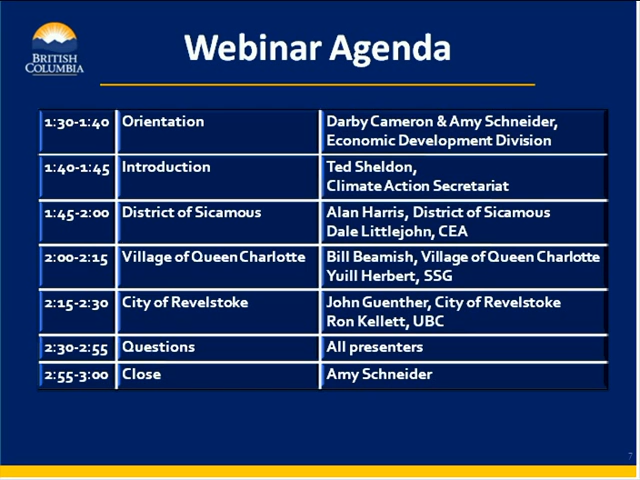 BRITISH
COLUMBIA
Webinar Agenda
1:30-1:40 Orientation Darby Cameron & Amy Schneider,
Economic Development Division
1:40-1:45 Introduction Ted Sheldon,
Climate Action Secretariat
1:45-2:00 District of Sicamous Alan Harris, District of Sicamous
Dale Littlejohn, CEA
2:00-2:15 Village of Queen Charlotte Bill Beamish, Village of Queen Charlotte
Yuill Herbert, SSG
2:15-2:30 City of Revelstoke John Guenther, City of Revelstoke
Ron Kellett, UBC
2:30-2:55 Questions All presenters
2:55-3:00 Close Amy Schneider
7